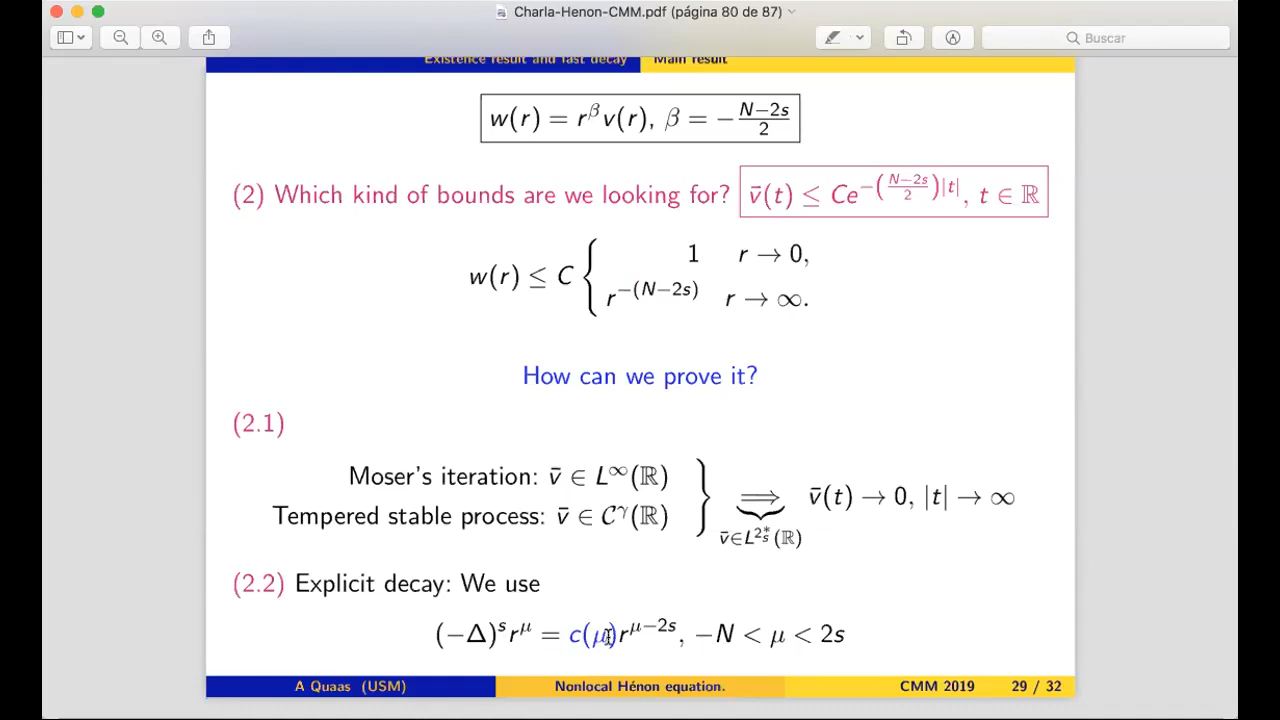 Charla-Henon-CMM.pdf (página 80 de 87)
Buscar
Existence result and fast decay Main result
w(r) = r^β v(r), β = −(N−2s)/2
(2) Which kind of bounds are we looking for? v̄(t) ≤ Ce^{−((N−2s)/2)|t|}, t ∈ ℝ
w(r) ≤ C { 1 r → 0,
r^{−(N−2s)} r → ∞.
How can we prove it?
(2.1)
Moser's iteration: v̄ ∈ L^∞(ℝ)
Tempered stable process: v̄ ∈ 𝒞^γ(ℝ)
} ⟹ v̄(t) → 0, |t| → ∞
v̄∈L^{2*_s}(ℝ)
(2.2) Explicit decay: We use
(−Δ)^s r^μ = c(μ)r^{μ−2s}, −N < μ < 2s
A Quaas (USM) Nonlocal Hénon equation. CMM 2019 29 / 32